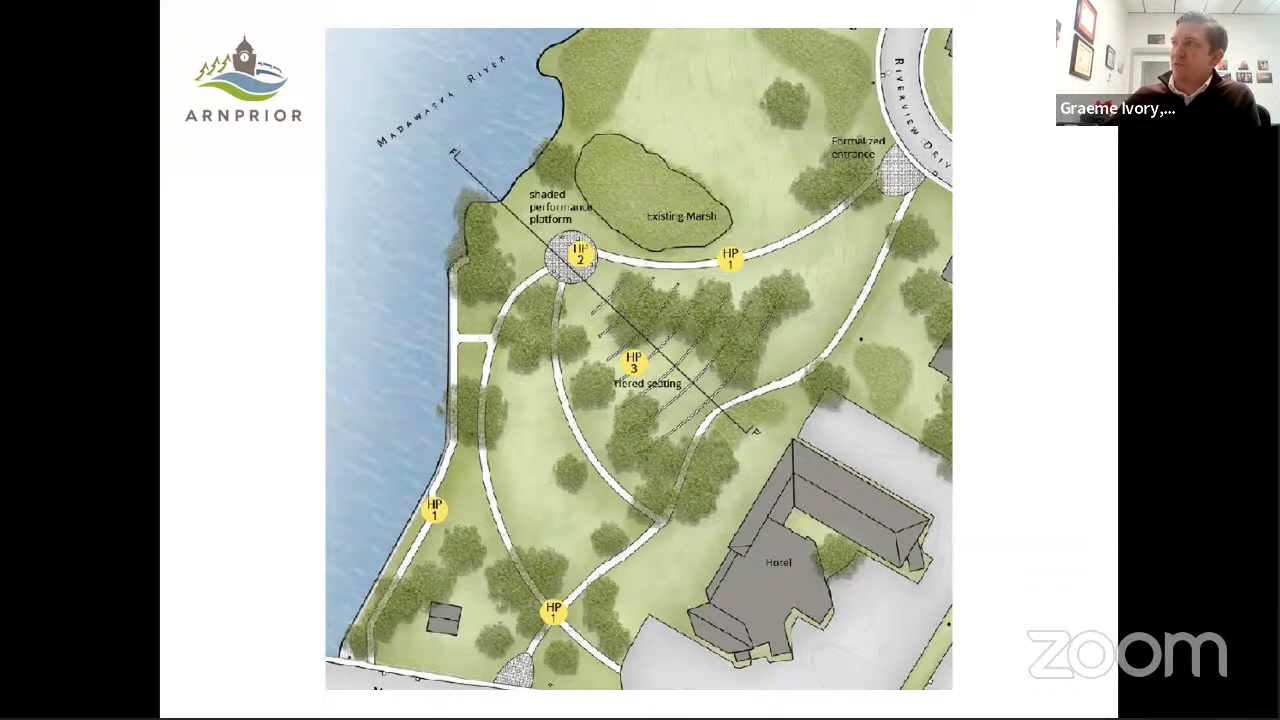 ARNPRIOR
MADAWASKA RIVER
RIVERVIEW DRIV
Graeme Ivory,...
Formalized
entrance
shaded
performance
platform
Existing Marsh
HP
2
HP
1
HP
3
Tiered seating
HP
1
Hotel
HP
1
zoom